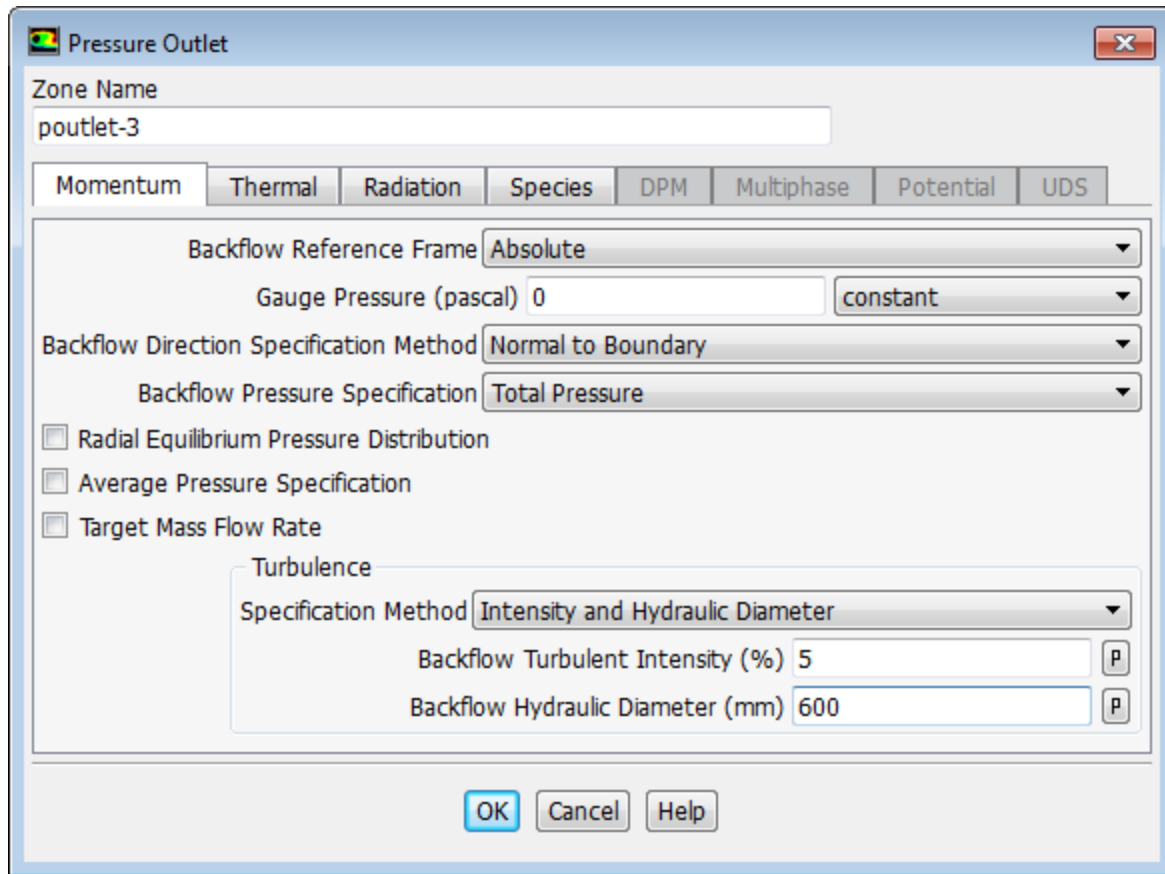 Pressure Outlet
Zone Name
poutlet-3
Momentum Thermal Radiation Species DPM Multiphase Potential UDS
Backflow Reference Frame Absolute
Gauge Pressure (pascal) 0 constant
Backflow Direction Specification Method Normal to Boundary
Backflow Pressure Specification Total Pressure
Radial Equilibrium Pressure Distribution
Average Pressure Specification
Target Mass Flow Rate
Turbulence
Specification Method Intensity and Hydraulic Diameter
Backflow Turbulent Intensity (%) 5 P
Backflow Hydraulic Diameter (mm) 600 P
OK Cancel Help